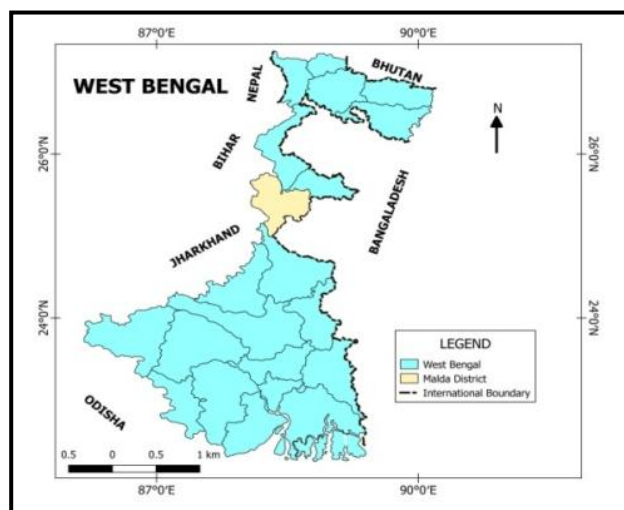 87°0'E 90°0'E
WEST BENGAL
NEPAL
BHUTAN
N
BIHAR
26°0'N 26°0'N
BANGALADESH
JHARKHAND
24°0'N 24°0'N
LEGEND
West Bengal
Malda District
International Boundary
ODISHA
0.5 0 0.5 1 km
87°0'E 90°0'E